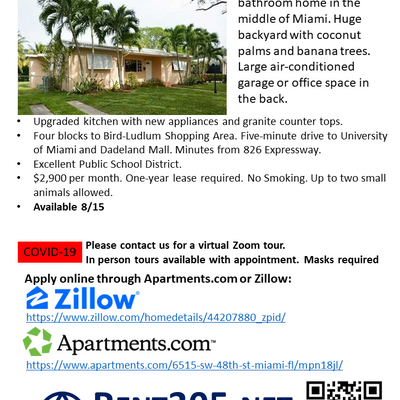 bathroom home in the
middle of Miami. Huge
backyard with coconut
palms and banana trees.
Large air-conditioned
garage or office space in
the back.
• Upgraded kitchen with new appliances and granite counter tops.
• Four blocks to Bird-Ludlum Shopping Area. Five-minute drive to University
of Miami and Dadeland Mall. Minutes from 826 Expressway.
• Excellent Public School District.
• $2,900 per month. One-year lease required. No Smoking. Up to two small
animals allowed.
• Available 8/15
COVID-19
Please contact us for a virtual Zoom tour.
In person tours available with appointment. Masks required
Apply online through Apartments.com or Zillow:
Zillow®
https://www.zillow.com/homedetails/44207880_zpid/
Apartments.com™
https://www.apartments.com/6515-sw-48th-st-miami-fl/mpn18jl/
RENT305.NET